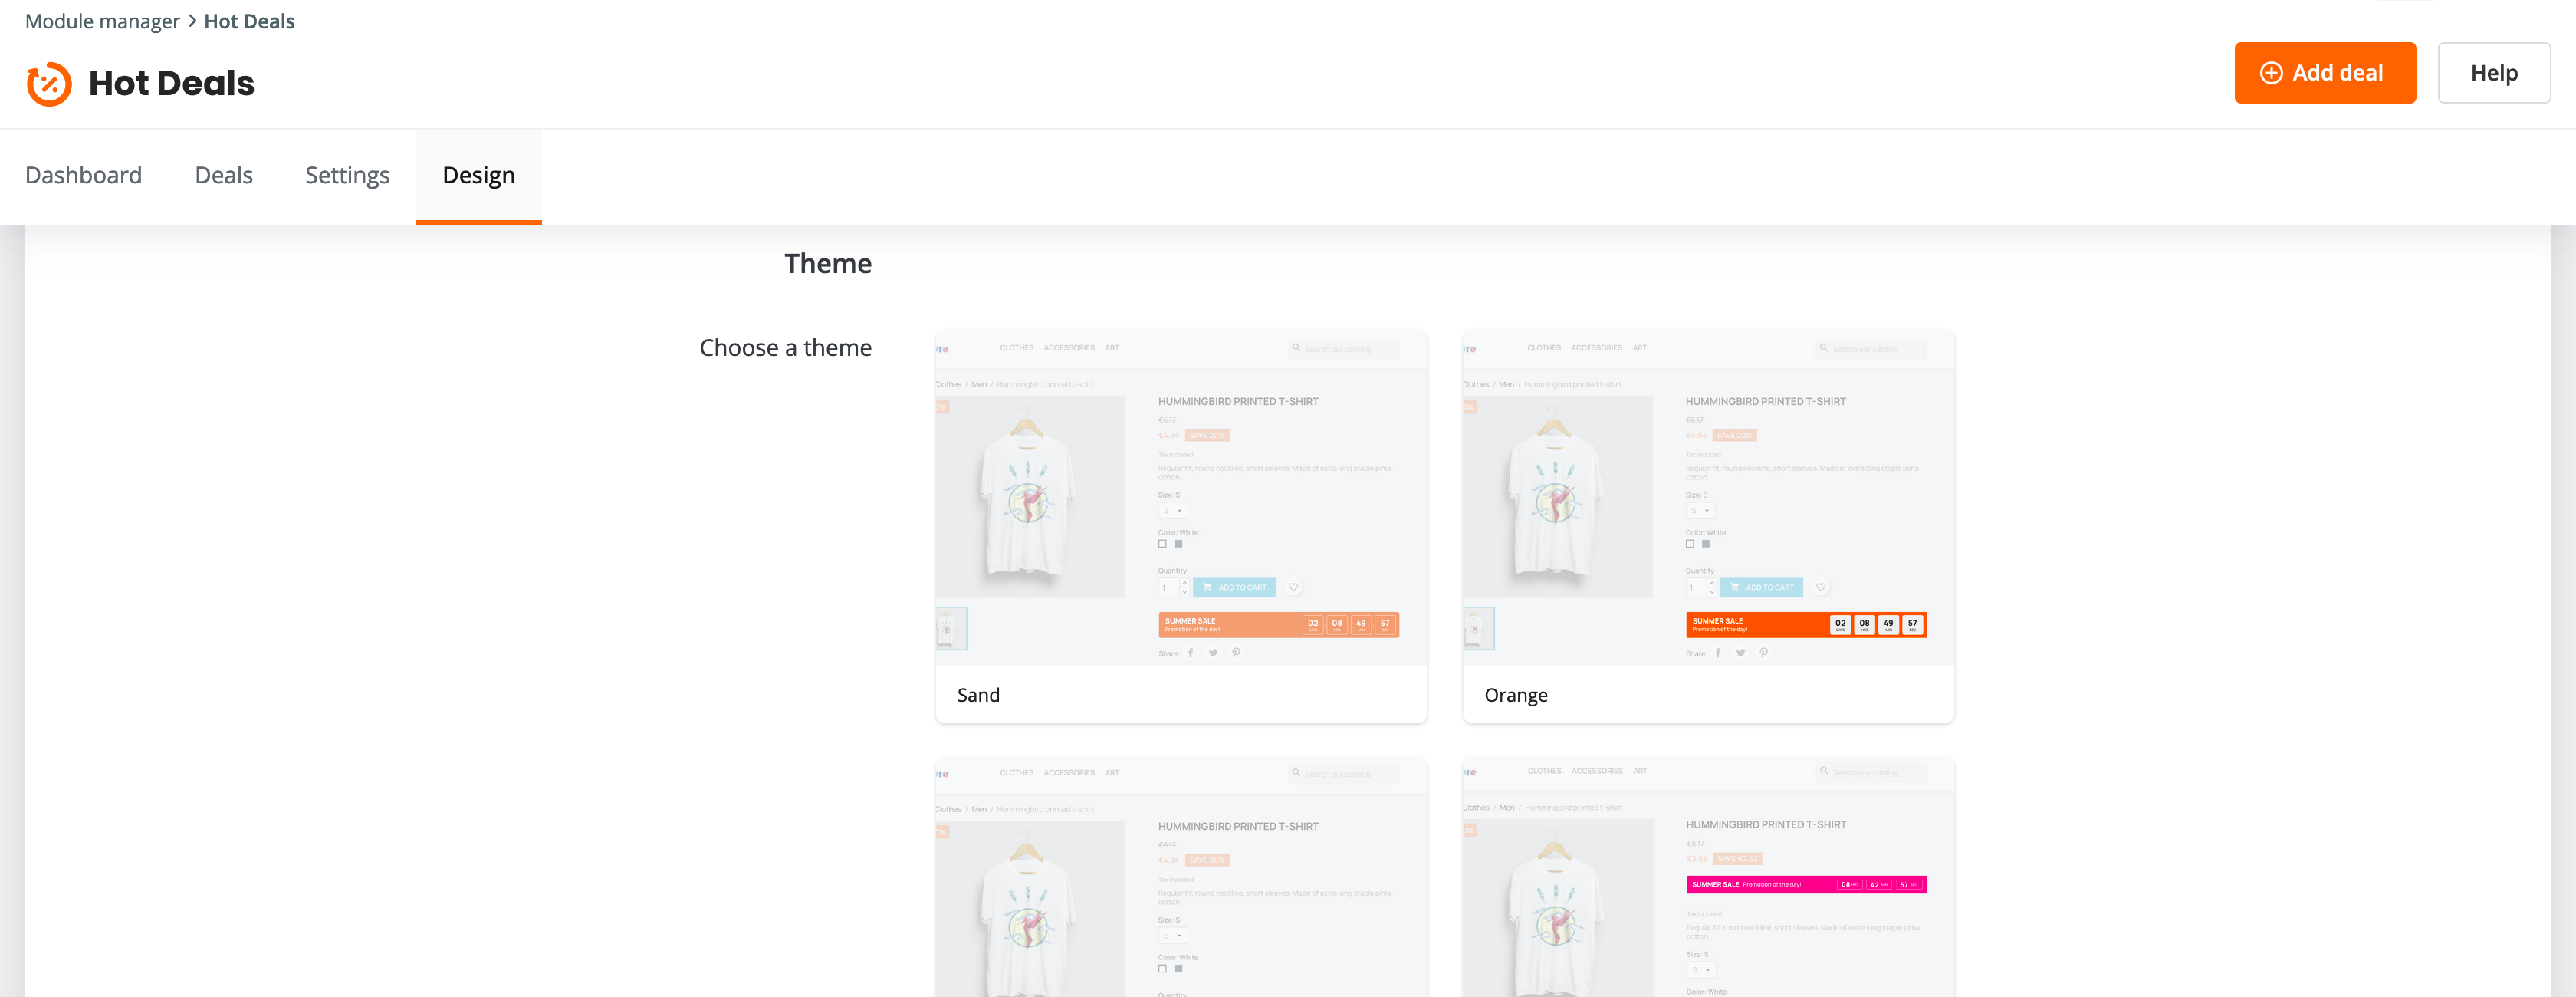 Module manager > Hot Deals
Hot Deals
Add deal
Help
Dashboard
Deals
Settings
Design
Theme
Choose a theme
CLOTHES ACCESSORIES ART
Search our catalog
Clothes / Men / Hummingbird printed t-shirt
HUMMINGBIRD PRINTED T-SHIRT
€6.17
€4.94 SAVE 20%
Tax included
Regular fit, round neckline, short sleeves. Made of extra long staple pima
cotton.
Size: S
S
Color: White
Quantity
1 ADD TO CART
SUMMER SALE
Promotion of the day!
02 08 49 57
Share
Sand
CLOTHES ACCESSORIES ART
Search our catalog
Clothes / Men / Hummingbird printed t-shirt
HUMMINGBIRD PRINTED T-SHIRT
€6.17
€4.94 SAVE 20%
Tax included
Regular fit, round neckline, short sleeves. Made of extra long staple pima
cotton.
Size: S
S
Color: White
Quantity
1 ADD TO CART
SUMMER SALE
Promotion of the day!
02 08 49 57
DAYS HRS MIN SEC
Share
Orange
CLOTHES ACCESSORIES ART
Search our catalog
Clothes / Men / Hummingbird printed t-shirt
HUMMINGBIRD PRINTED T-SHIRT
€6.17
€4.94 SAVE 20%
Tax included
Regular fit, round neckline, short sleeves. Made of extra long staple pima
cotton.
Size: S
S
Color: White
Quantity
CLOTHES ACCESSORIES ART
Search our catalog
Clothes / Men / Hummingbird printed t-shirt
HUMMINGBIRD PRINTED T-SHIRT
€6.17
€3.65 SAVE €2.52
SUMMER SALE Promotion of the day! 08 42 57
Tax included
Regular fit, round neckline, short sleeves. Made of extra long staple pima
cotton.
Size: S
S
Color: White